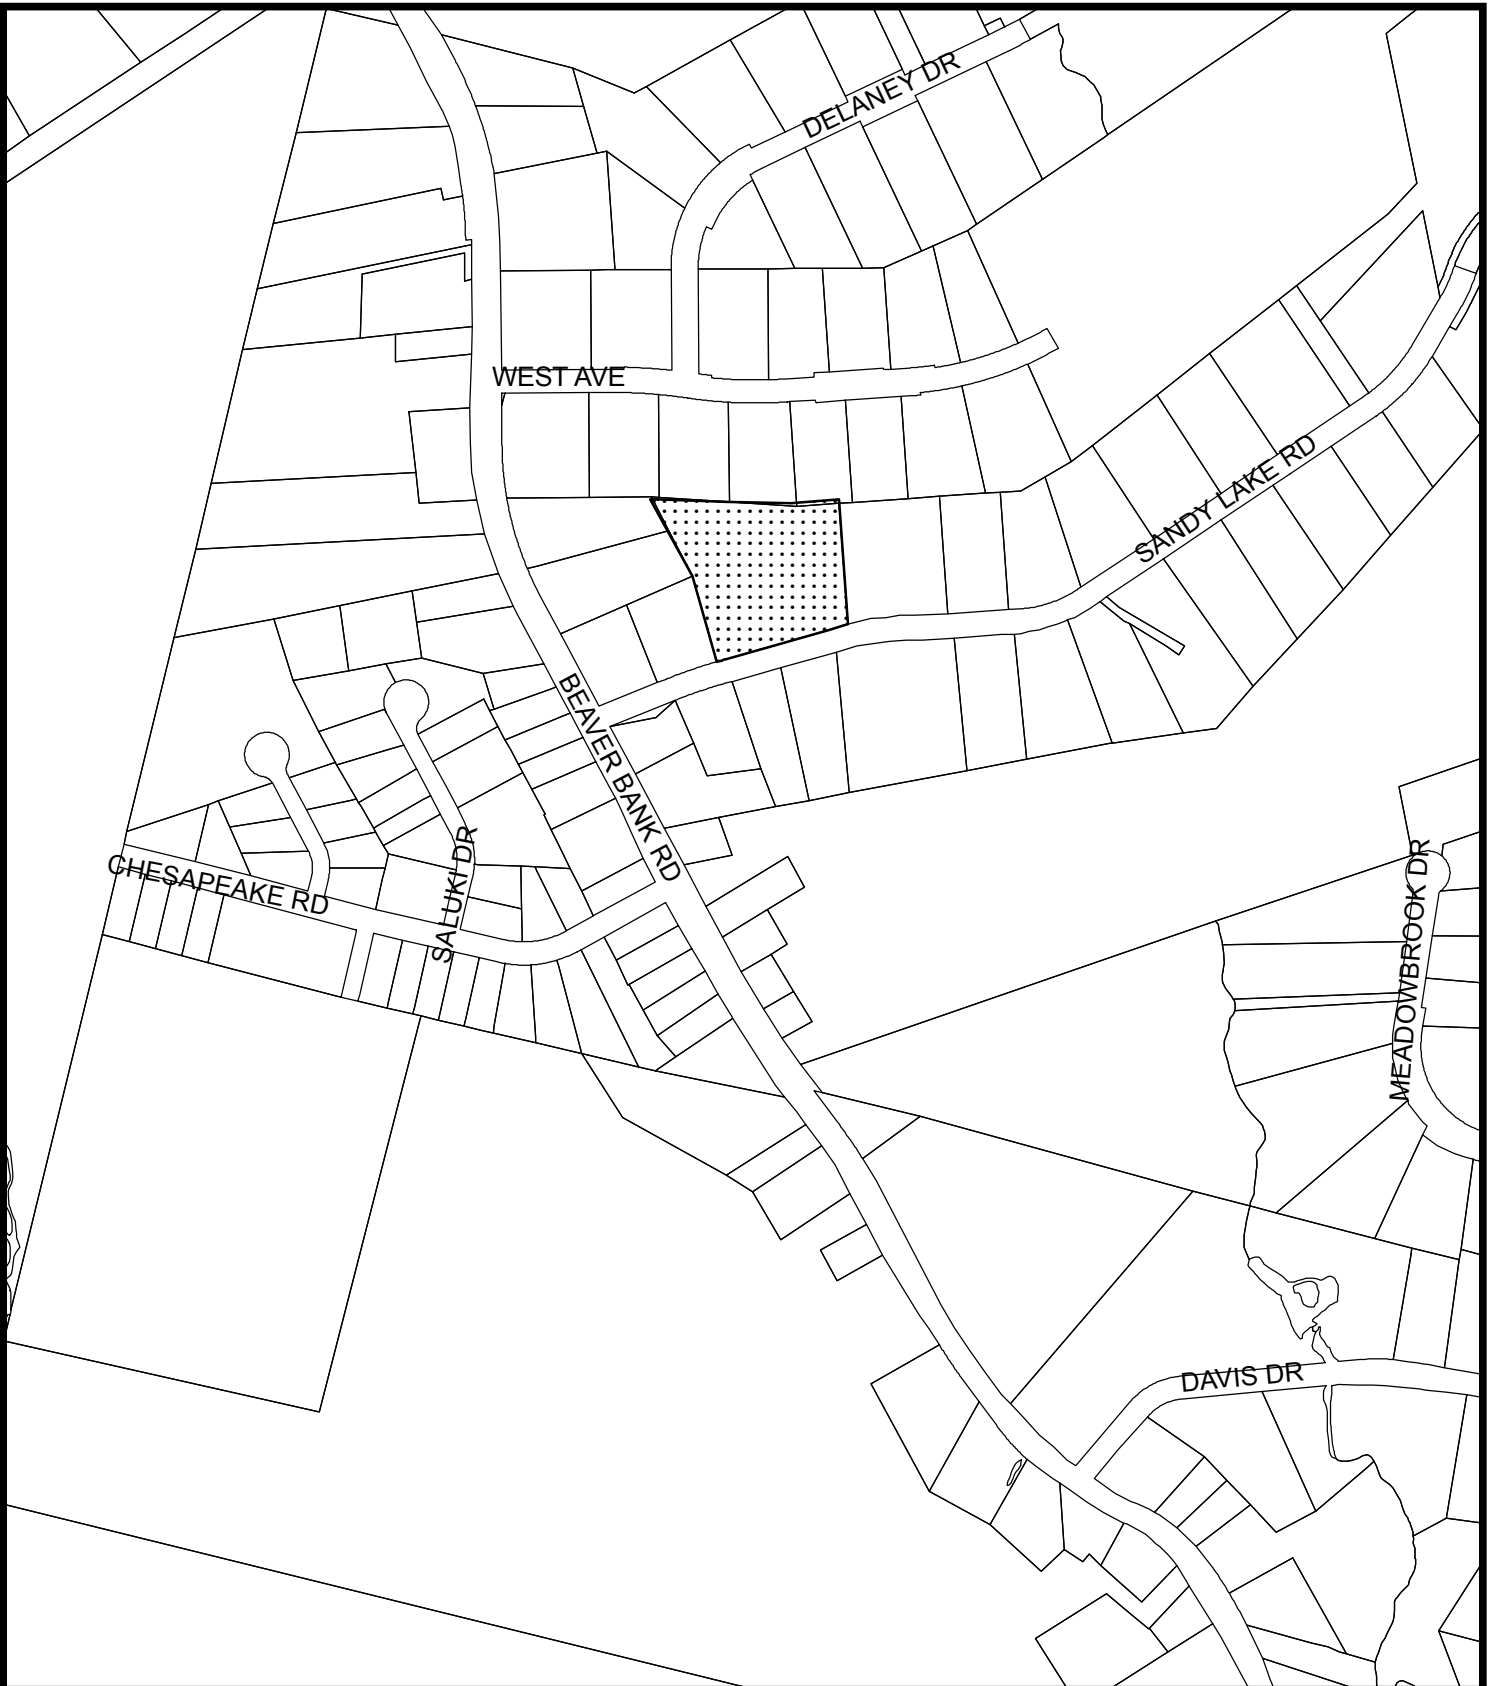 DELANEY DR
WEST AVE
SANDY LAKE RD
BEAVER BANK RD
CHESAPEAKE RD
SALUKI DR
MEADOWBROOK DR
DAVIS DR